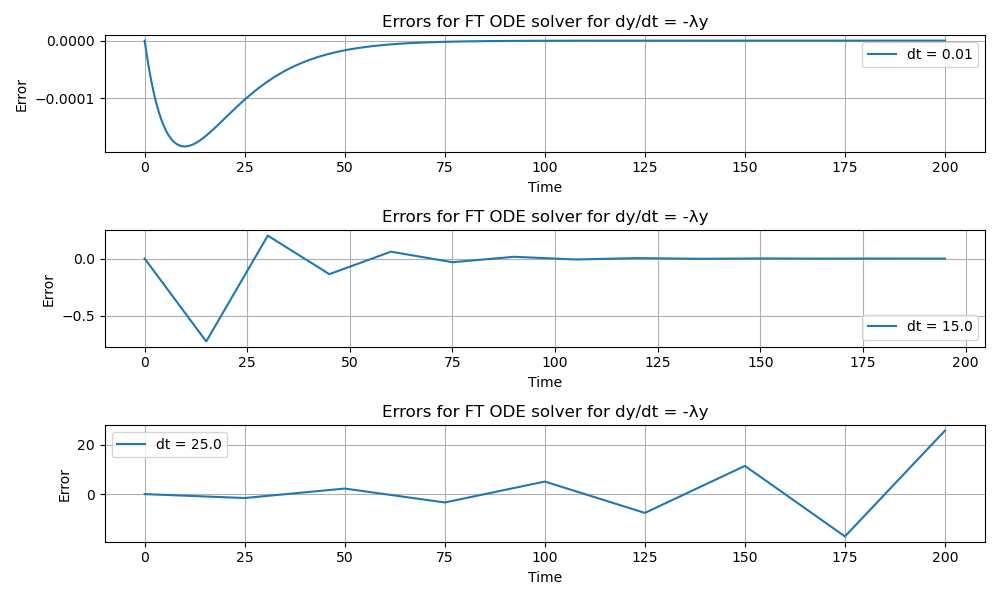 Errors for FT ODE solver for dy/dt = -λy
Error
0.0000
−0.0001
dt = 0.01
0 25 50 75 100 125 150 175 200
Time
Errors for FT ODE solver for dy/dt = -λy
Error
0.0
−0.5
dt = 15.0
0 25 50 75 100 125 150 175 200
Time
Errors for FT ODE solver for dy/dt = -λy
Error
20
0
dt = 25.0
0 25 50 75 100 125 150 175 200
Time